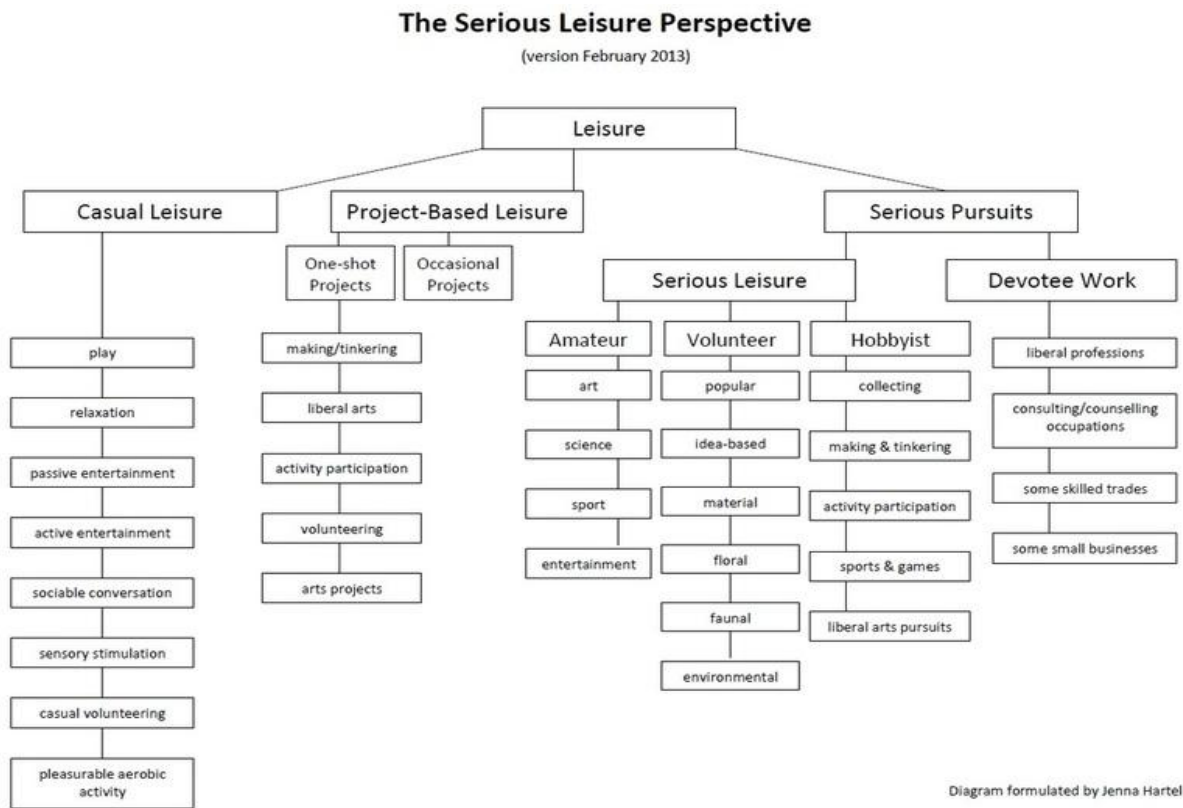 The Serious Leisure Perspective
(version February 2013)
Leisure
Casual Leisure
Project-Based Leisure
Serious Pursuits
One-shot
Projects
Occasional
Projects
Serious Leisure
Devotee Work
Amateur
Volunteer
Hobbyist
play
relaxation
passive entertainment
active entertainment
sociable conversation
sensory stimulation
casual volunteering
pleasurable aerobic
activity
making/tinkering
liberal arts
activity participation
volunteering
arts projects
art
science
sport
entertainment
popular
idea-based
material
floral
faunal
environmental
collecting
making & tinkering
activity participation
sports & games
liberal arts pursuits
liberal professions
consulting/counselling
occupations
some skilled trades
some small businesses
Diagram formulated by Jenna Hartel